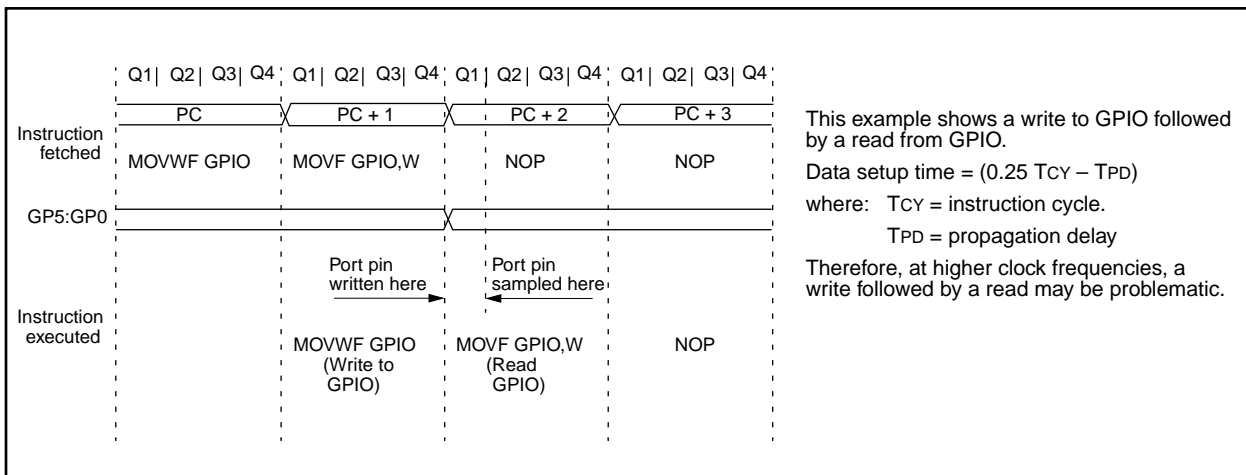 Q1| Q2| Q3| Q4 Q1| Q2| Q3| Q4 Q1| Q2| Q3| Q4 Q1| Q2| Q3| Q4
PC PC + 1 PC + 2 PC + 3
Instruction
fetched
MOVWF GPIO MOVF GPIO,W NOP NOP
GP5:GP0
Port pin
written here
Port pin
sampled here
Instruction
executed
MOVWF GPIO
(Write to
GPIO)
MOVF GPIO,W
(Read
GPIO)
NOP
This example shows a write to GPIO followed
by a read from GPIO.
Data setup time = (0.25 TCY – TPD)
where: TCY = instruction cycle.
TPD = propagation delay
Therefore, at higher clock frequencies, a
write followed by a read may be problematic.